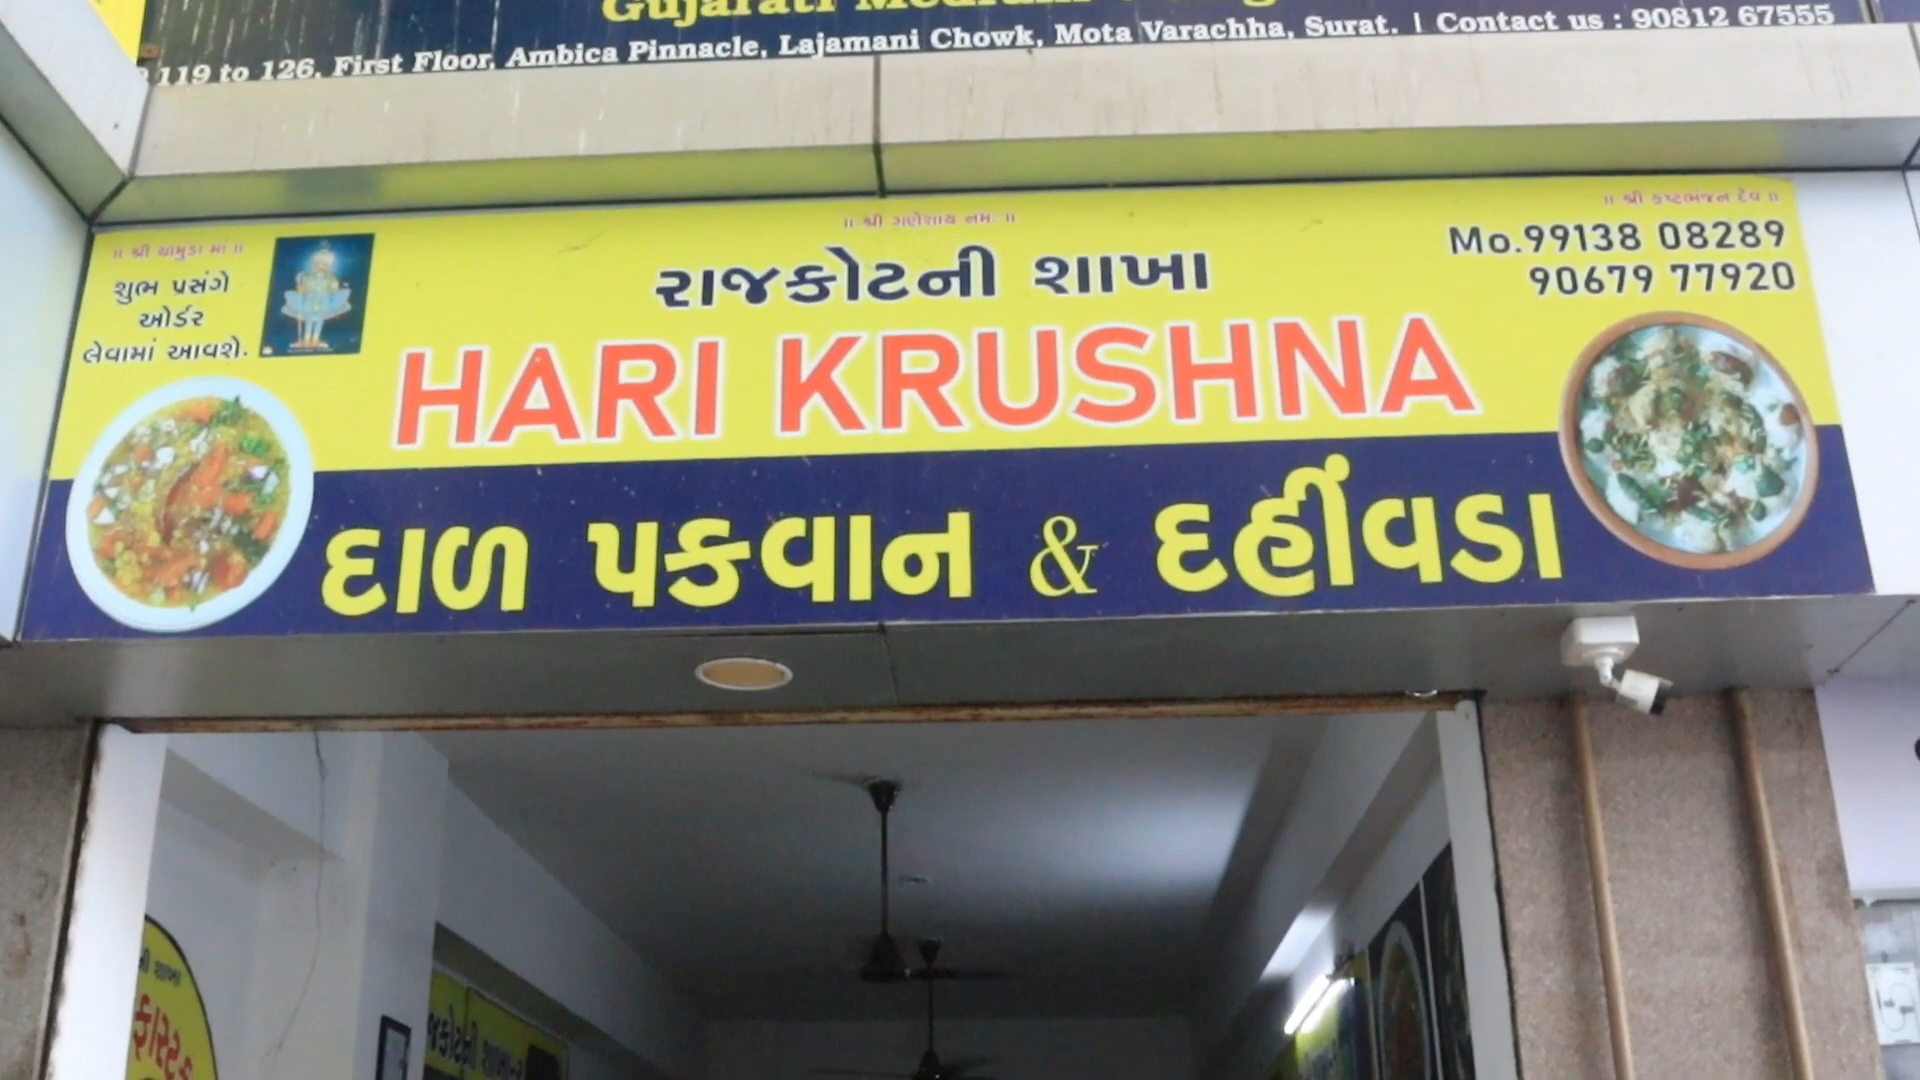 Gujarati Medium
119 to 126, First Floor, Ambica Pinnacle, Lajamani Chowk, Mota Varachha, Surat. | Contact us : 90812 67555
॥ શ્રી ચામુંડા માં ॥
॥ શ્રી ગણેશાય નમઃ ॥
॥ શ્રી કષ્ટભંજન દેવ ॥
શુભ પ્રસંગે
ઓર્ડર
લેવામાં આવશે.
રાજકોટની શાખા
Mo.99138 08289
90679 77920
HARI KRUSHNA
દાળ પકવાન & દહીંવડા
ની શાખા